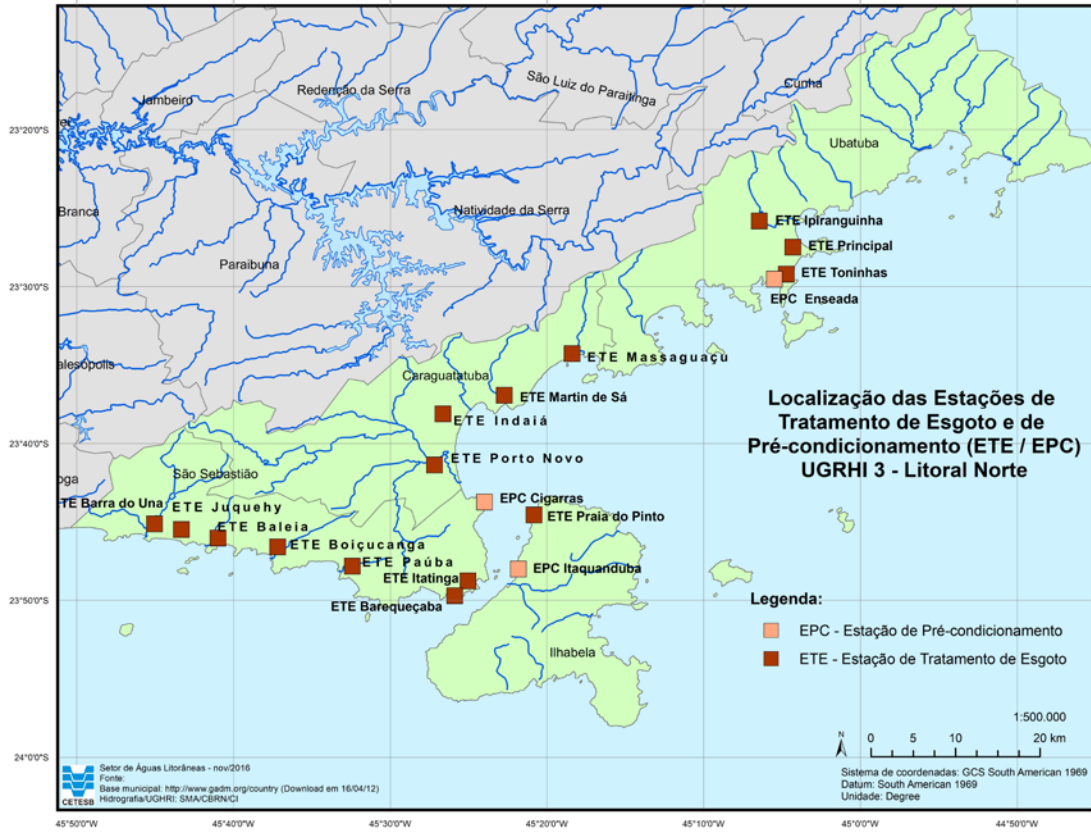 Cunha
São Luiz do Paraitinga
Redenção da Serra
Jambeiro
23°20'0"S
Ubatuba
Branca
Natividade da Serra
ETE Ipiranguinha
ETE Principal
Paraibuna
ETE Toninhas
23°30'0"S
EPC Enseada
ETE Massaguaçu
alesópolis
Caraguatatuba
ETE Martin de Sá
ETE Indaiá
Localização das Estações de
Tratamento de Esgoto e de
Pré-condicionamento (ETE / EPC)
UGRHI 3 - Litoral Norte
23°40'0"S
ETE Porto Novo
São Sebastião
oga
EPC Cigarras
TE Barra do Una
ETE Juquehy
ETE Praia do Pinto
ETE Baleia
ETE Boiçucanga
ETE Paúba
EPC Itaquanduba
ETE Itatinga
23°50'0"S
ETE Barequeçaba
Legenda:
EPC - Estação de Pré-condicionamento
ETE - Estação de Tratamento de Esgoto
Ilhabela
1:500.000
N
0 5 10 20 km
24°0'0"S
CETESB
Setor de Águas Litorâneas - nov/2016
Fonte:
Base municipal: http://www.gadm.org/country (Download em 16/04/12)
Hidrografia/UGRHI: SMA/CBRN/CI
Sistema de coordenadas: GCS South American 1969
Datum: South American 1969
Unidade: Degree
45°50'0"W 45°40'0"W 45°30'0"W 45°20'0"W 45°10'0"W 45°0'0"W 44°50'0"W